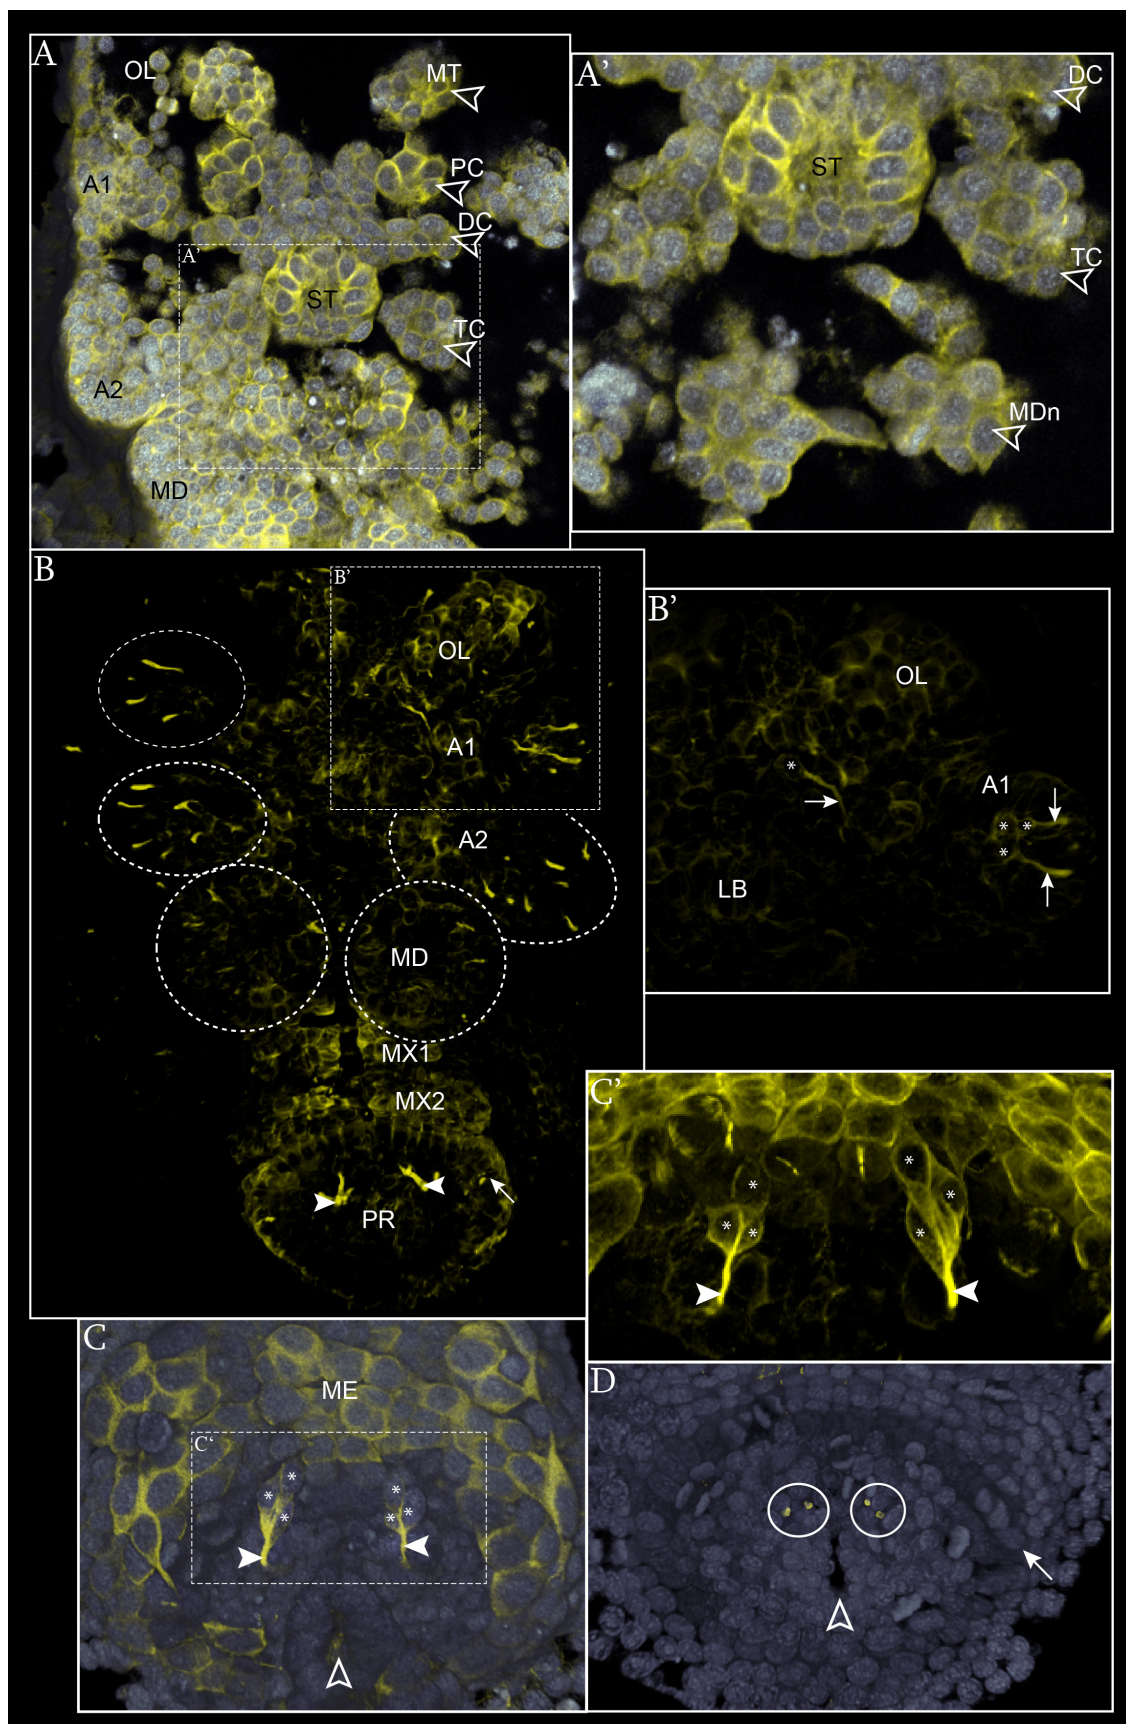 A
OL
MT
A1
PC
DC
A'
ST
TC
A2
MD
A'
DC
ST
TC
MDn
B
B'
OL
A1
A2
MD
MX1
MX2
PR
B'
OL
*
A1
* *
*
LB
C'
*
*
*
*
* *
C
ME
C'
*
*
*
*
*
*
D